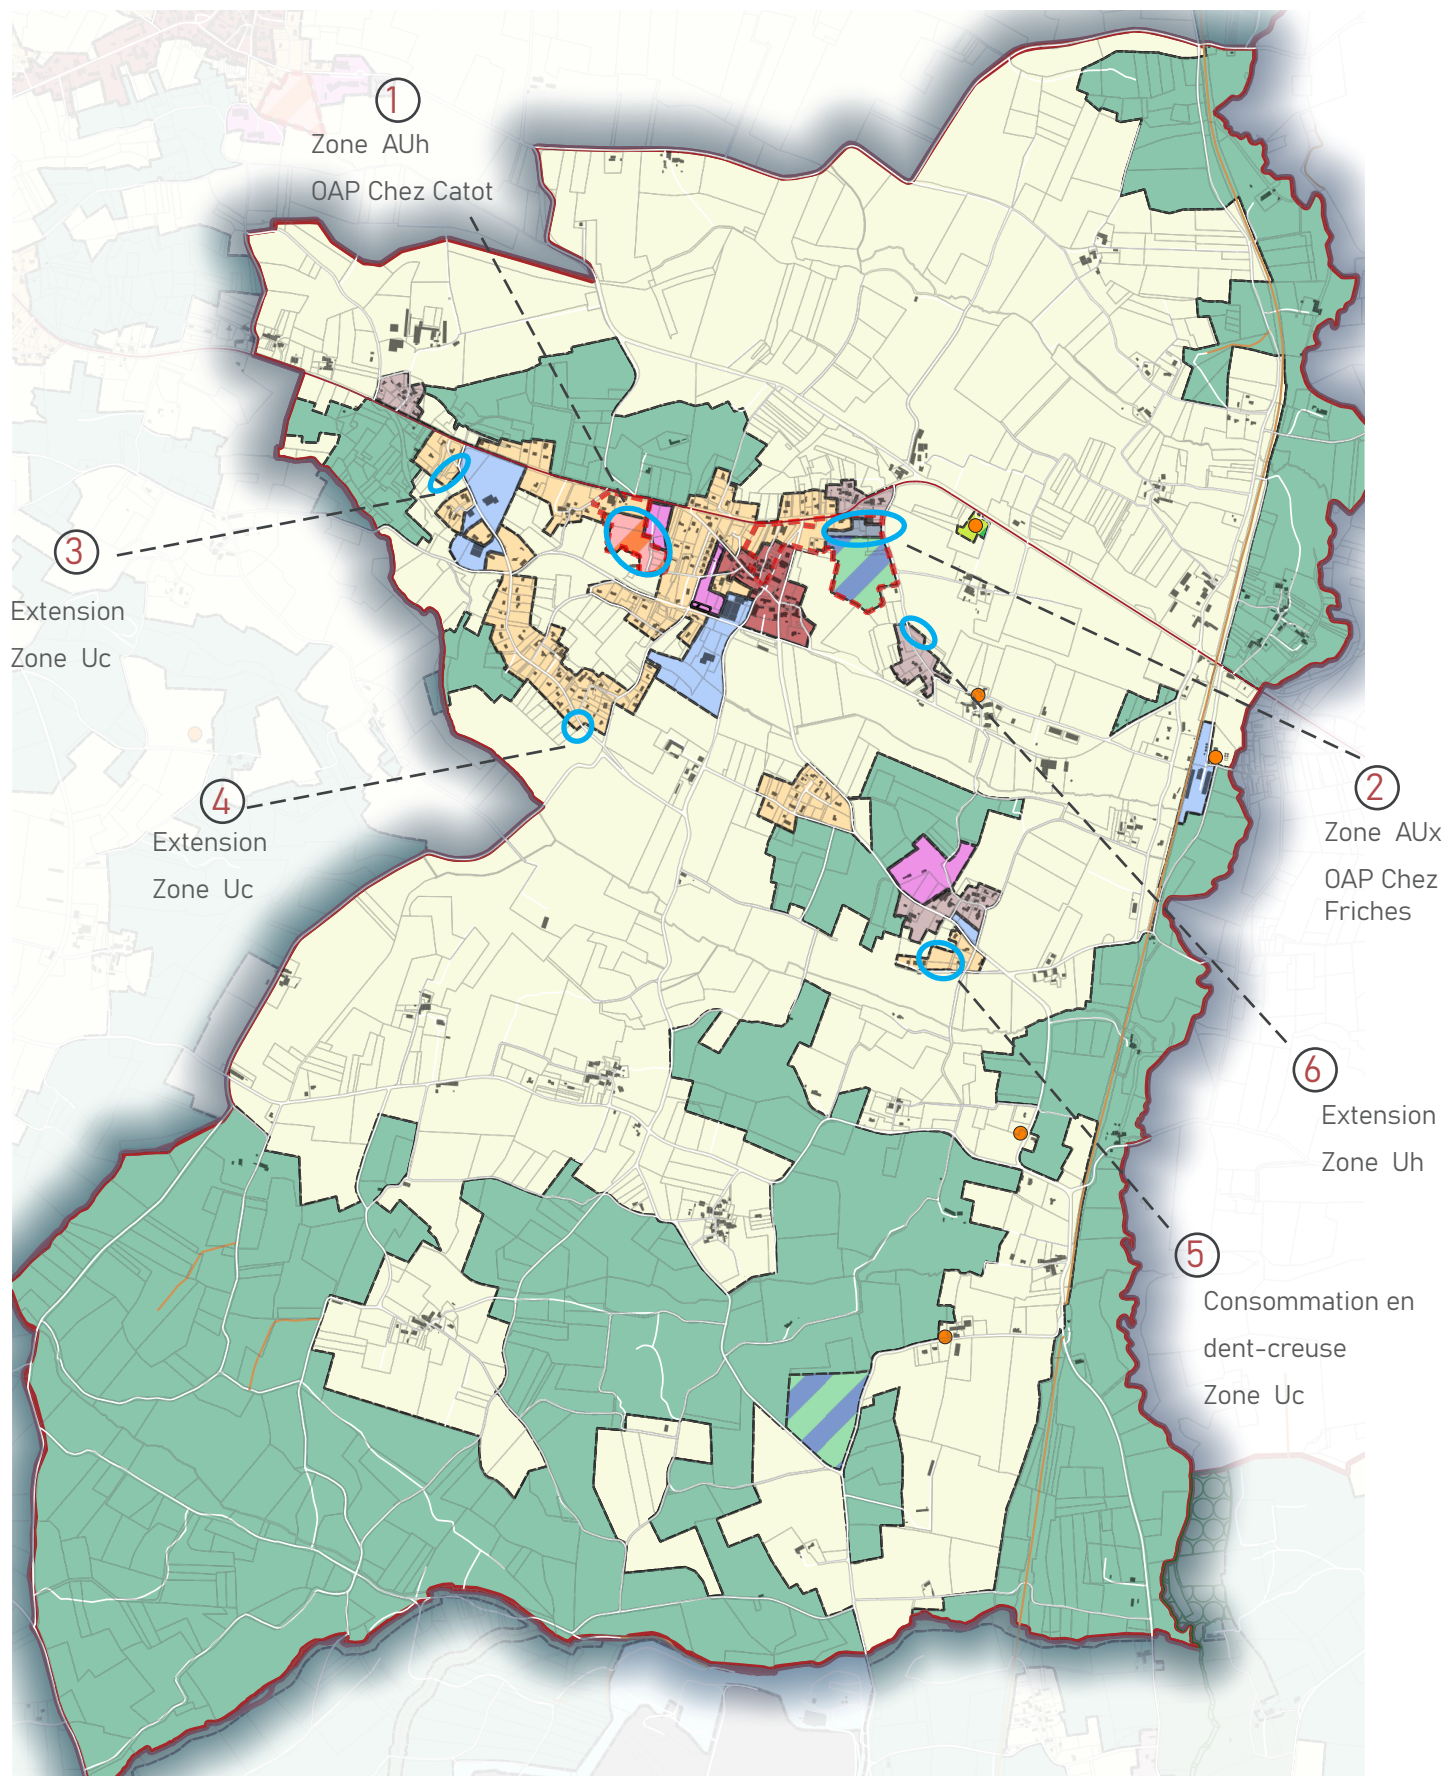 1
Zone AUh
OAP Chez Catot
3
Extension
Zone Uc
4
Extension
Zone Uc
2
Zone AUx
OAP Chez
Friches
6
Extension
Zone Uh
5
Consommation en
dent-creuse
Zone Uc